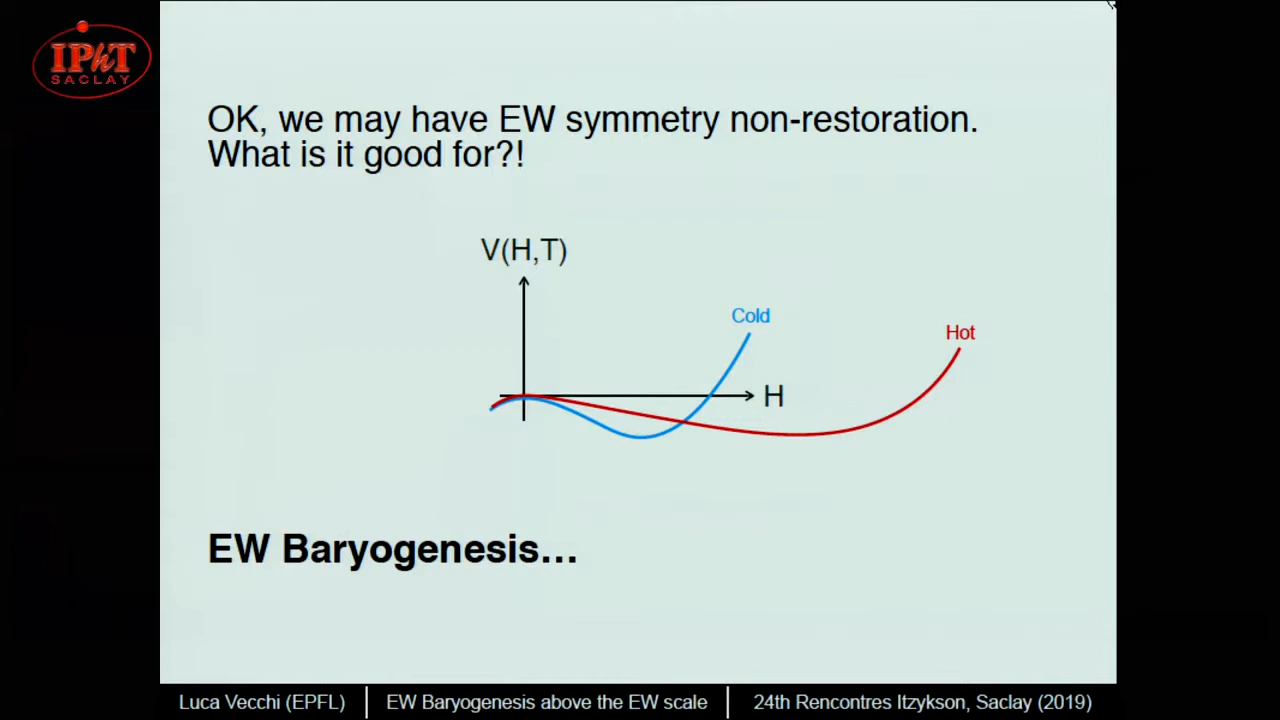 IPhT
SACLAY
OK, we may have EW symmetry non-restoration.
What is it good for?!
V(H,T)
Cold
Hot
H
EW Baryogenesis…
Luca Vecchi (EPFL) | EW Baryogenesis above the EW scale | 24th Rencontres Itzykson, Saclay (2019)